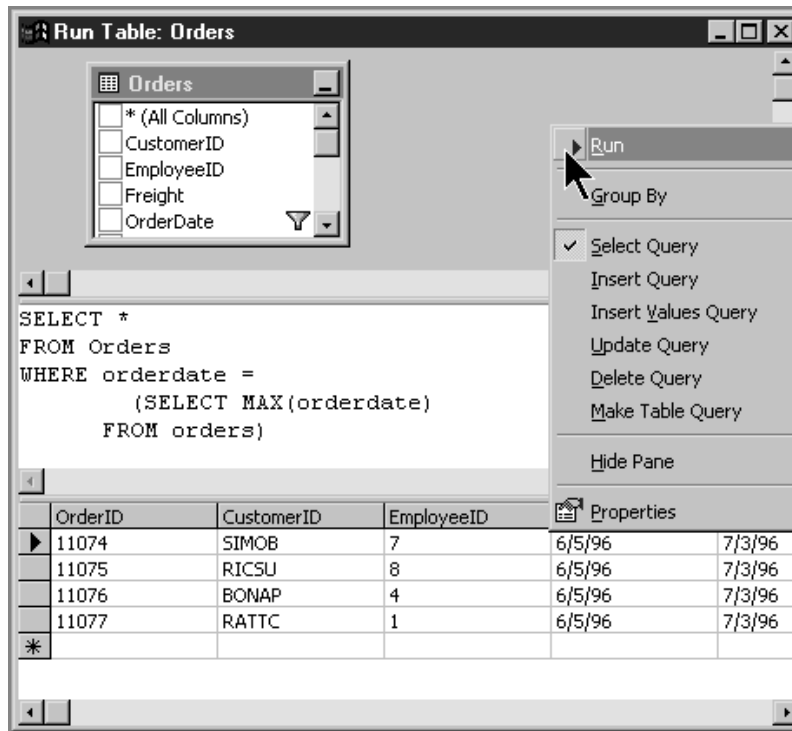 Run Table: Orders
Orders
* (All Columns)
CustomerID
EmployeeID
Freight
OrderDate
Run
Group By
Select Query
Insert Query
Insert Values Query
Update Query
Delete Query
Make Table Query
Hide Pane
Properties
SELECT *
FROM Orders
WHERE orderdate =
(SELECT MAX(orderdate)
FROM orders)
OrderID CustomerID EmployeeID
11074 SIMOB 7 6/5/96 7/3/96
11075 RICSU 8 6/5/96 7/3/96
11076 BONAP 4 6/5/96 7/3/96
11077 RATTC 1 6/5/96 7/3/96